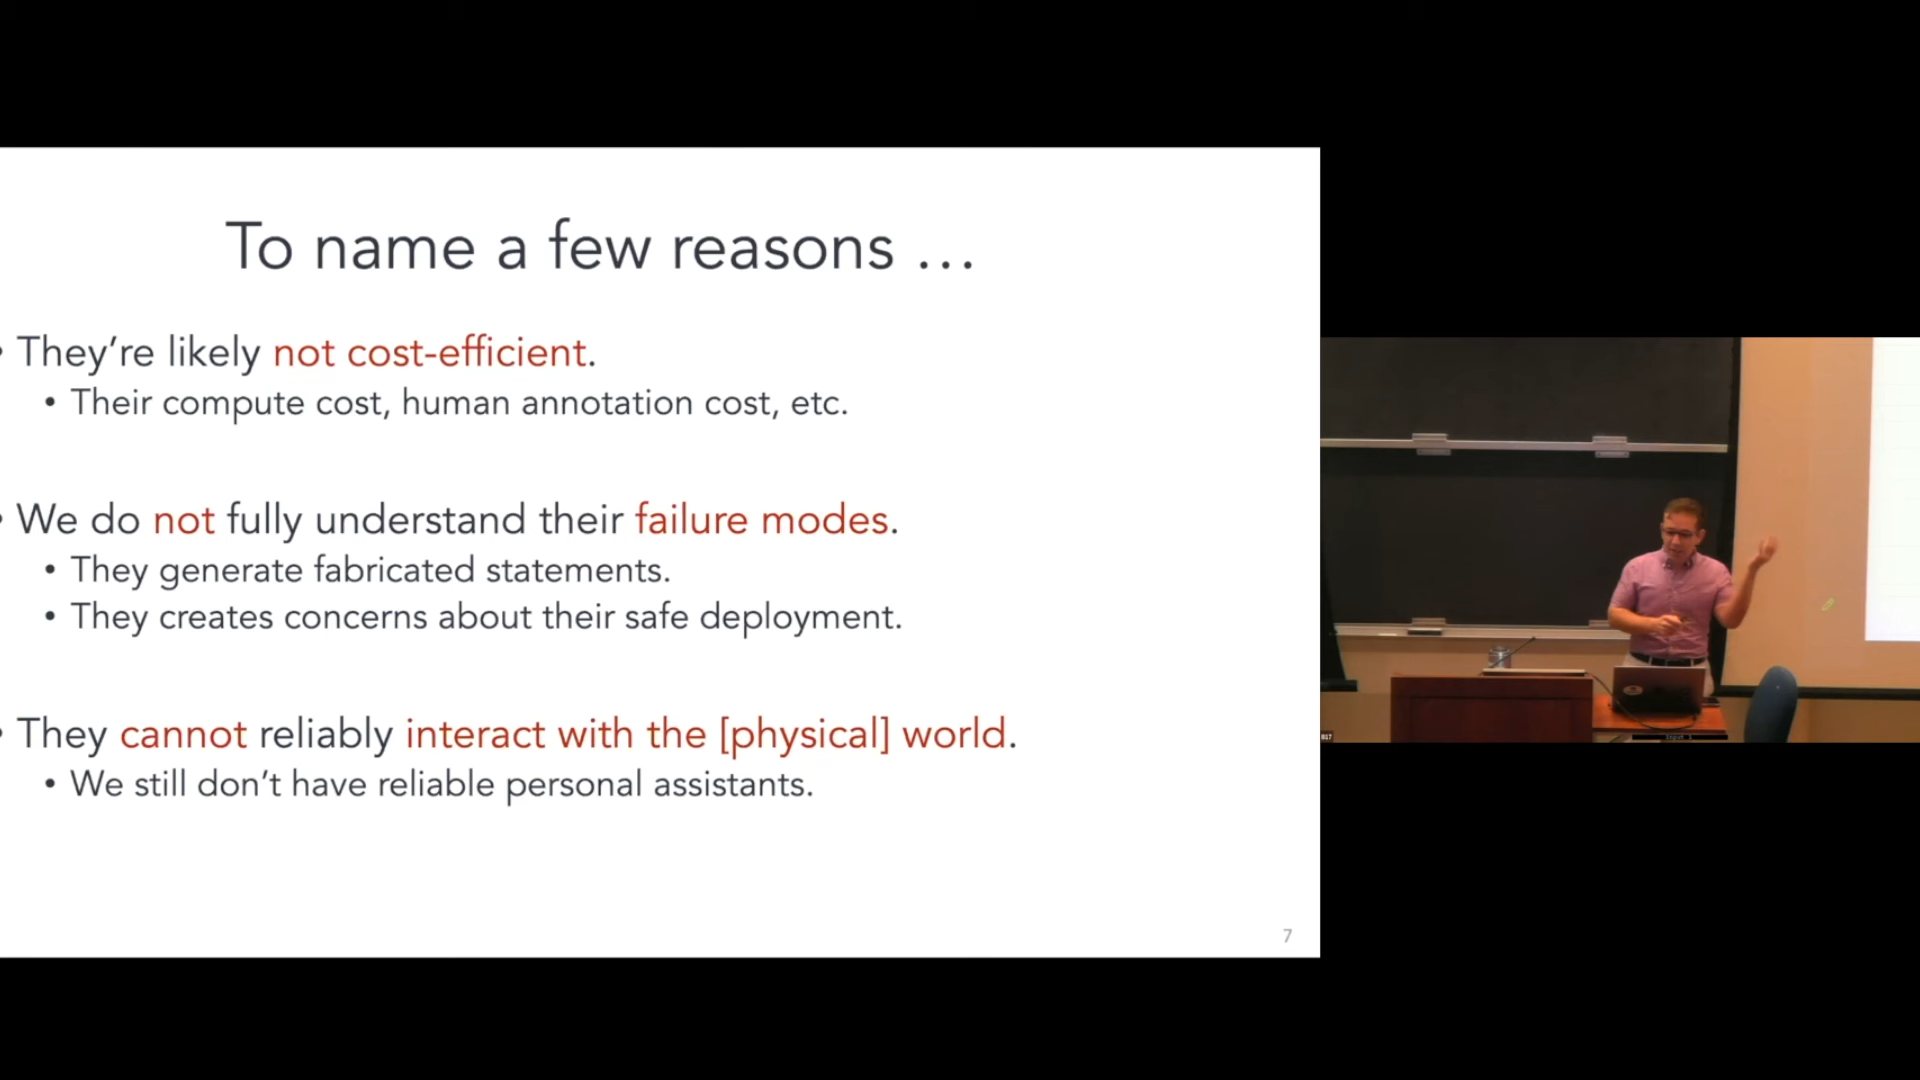 To name a few reasons ...
• They're likely not cost-efficient.
• Their compute cost, human annotation cost, etc.
• We do not fully understand their failure modes.
• They generate fabricated statements.
• They creates concerns about their safe deployment.
• They cannot reliably interact with the [physical] world.
• We still don't have reliable personal assistants.
7